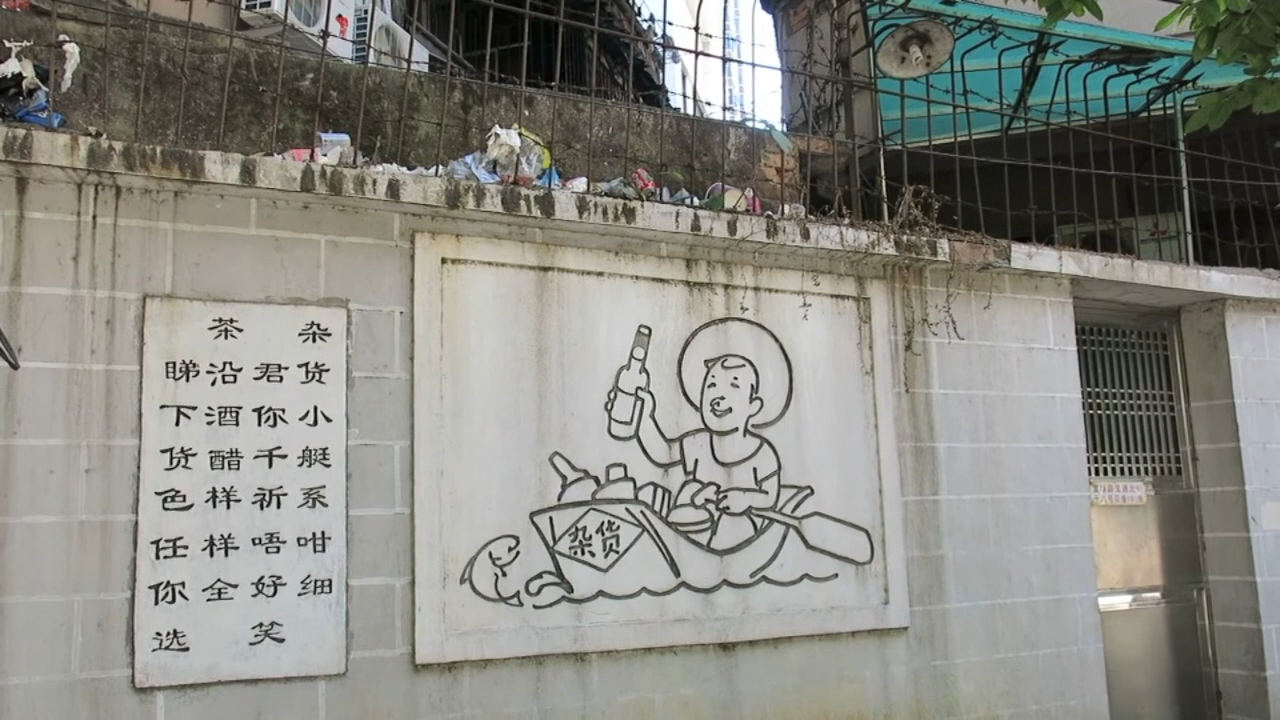 杂货小艇系咁细
君你千祈唔好笑
茶沿酒醋样样全
睇下货色任你选
杂货